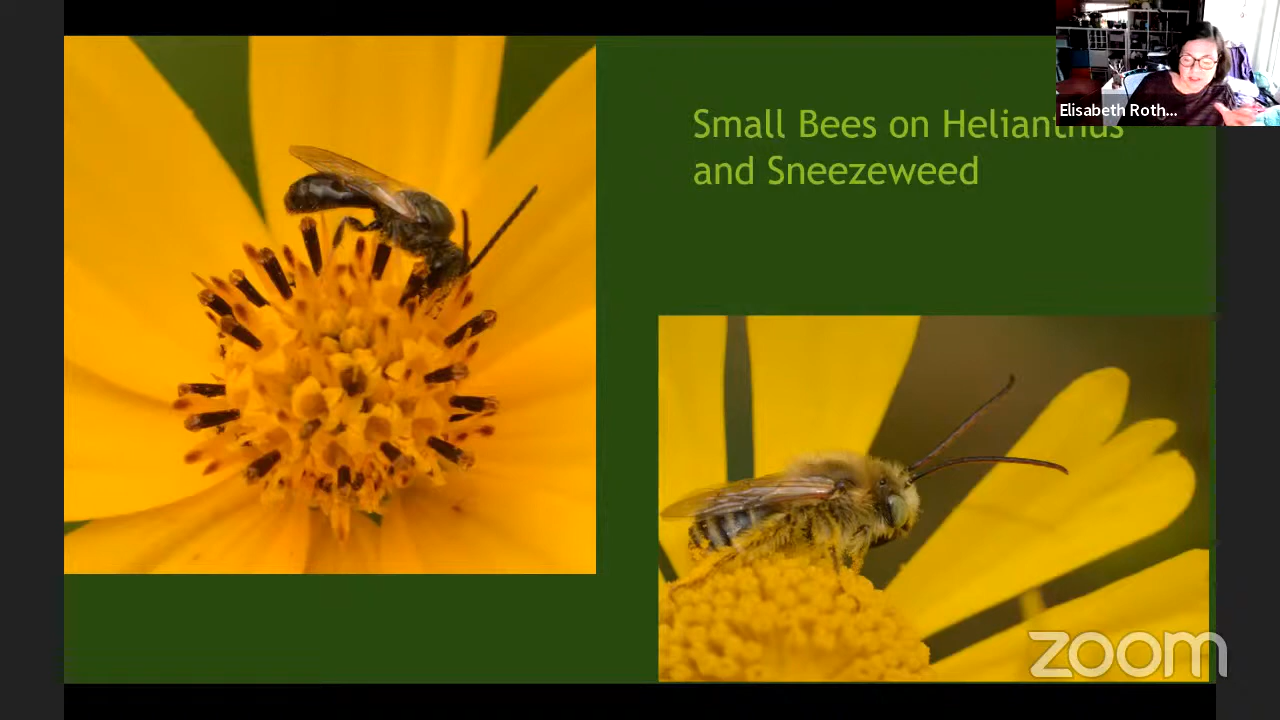 Small Bees on Helianthus
and Sneezeweed
Elisabeth Roth...
zoom